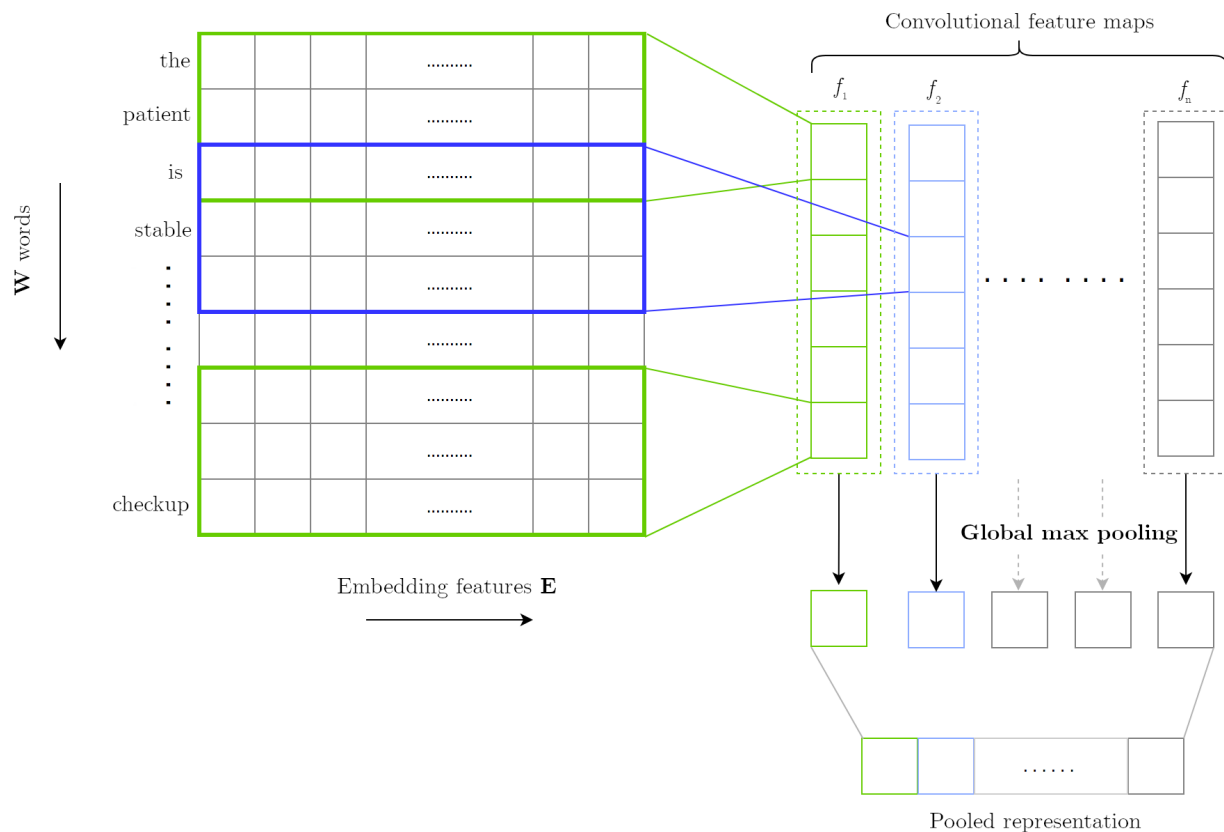 Convolutional feature maps
the
patient
is
stable
checkup
W words
..........
..........
..........
..........
..........
..........
..........
..........
..........
f₁
f₂
fₙ
........
Global max pooling
Embedding features E
......
Pooled representation